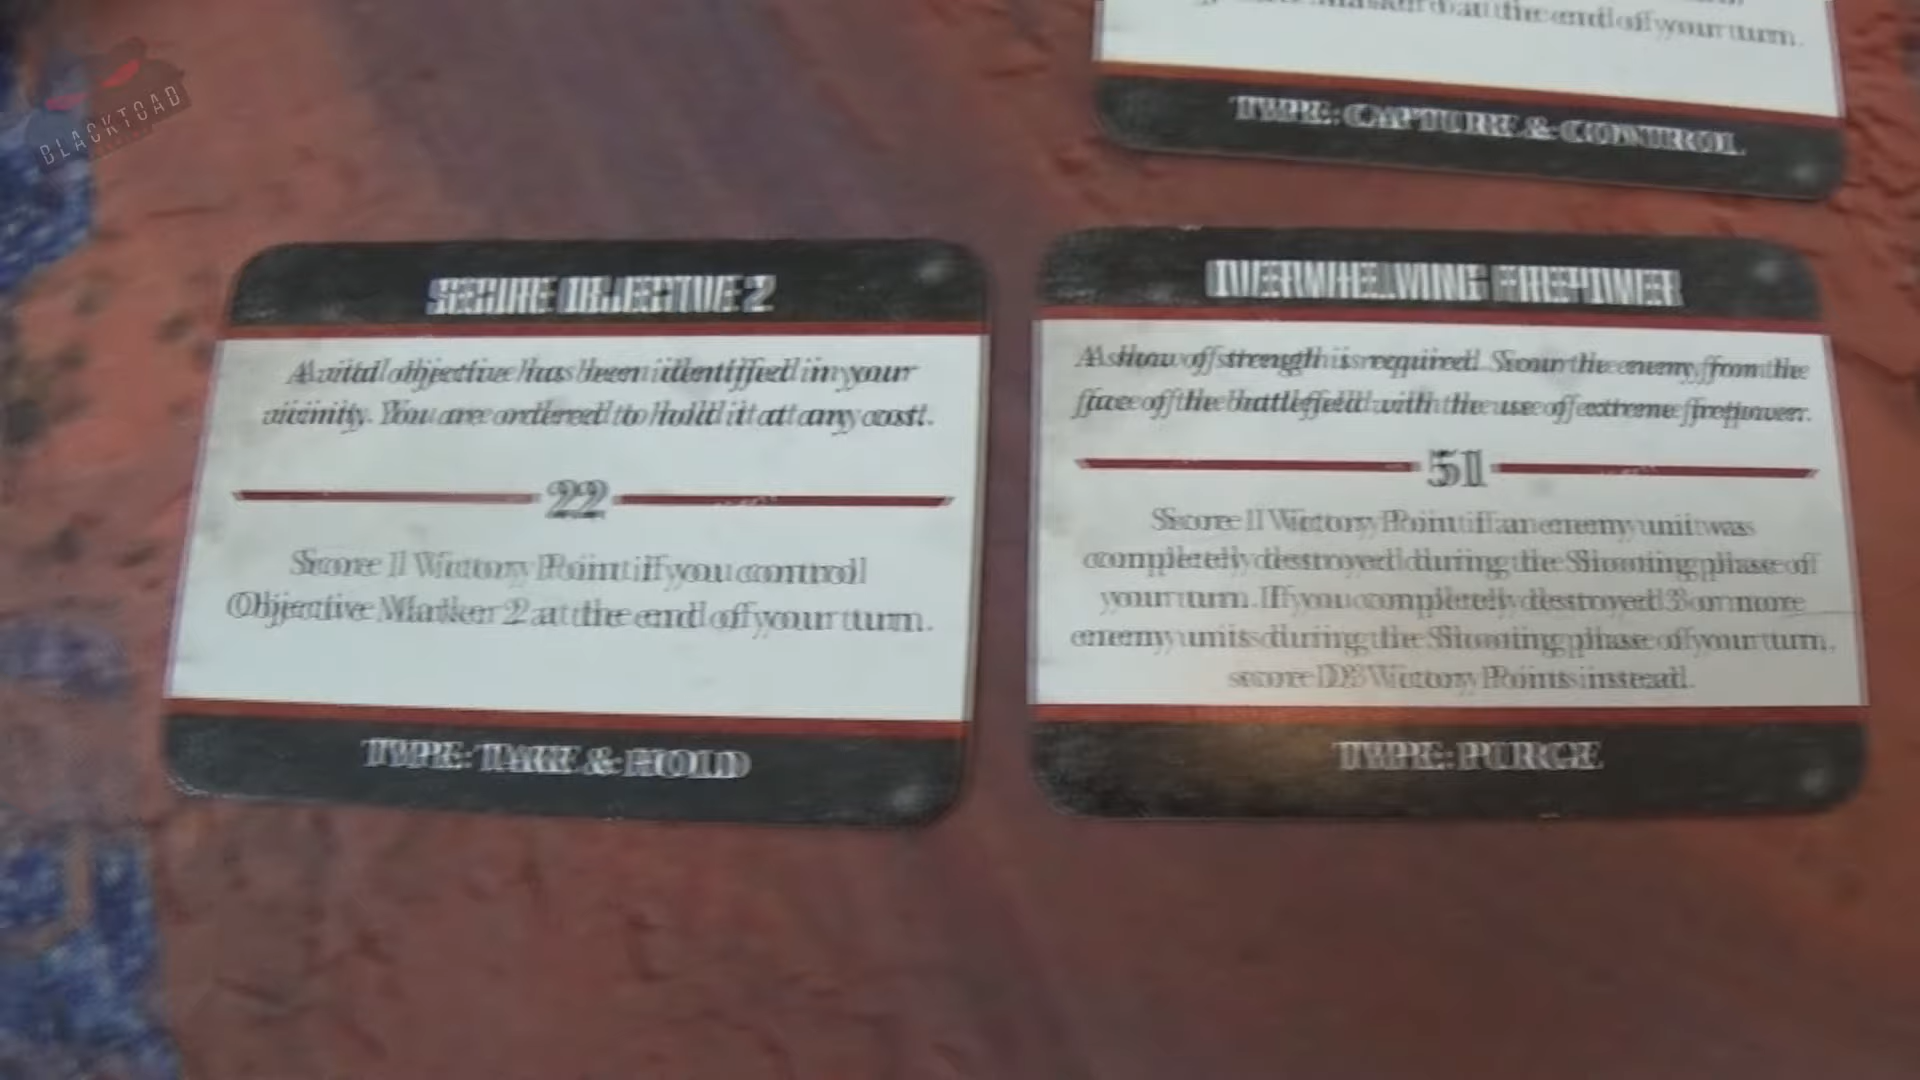 BLACKTOAD
at the end of your turn.
TYPE: CAPTURE & CONTROL
SECURE OBJECTIVE 2
A vital objective has been identified in your
vicinity. You are ordered to hold it at any cost.
22
Score 1 Victory Point if you control
Objective Marker 2 at the end of your turn.
TYPE: TAKE & HOLD
OVERWHELMING FIREPOWER
A show of strength is required. Scour the enemy from the
face of the battlefield with the use of extreme firepower.
51
Score 1 Victory Point if an enemy unit was
completely destroyed during the Shooting phase of
your turn. If you completely destroyed 3 or more
enemy units during the Shooting phase of your turn,
score D3 Victory Points instead.
TYPE: PURGE